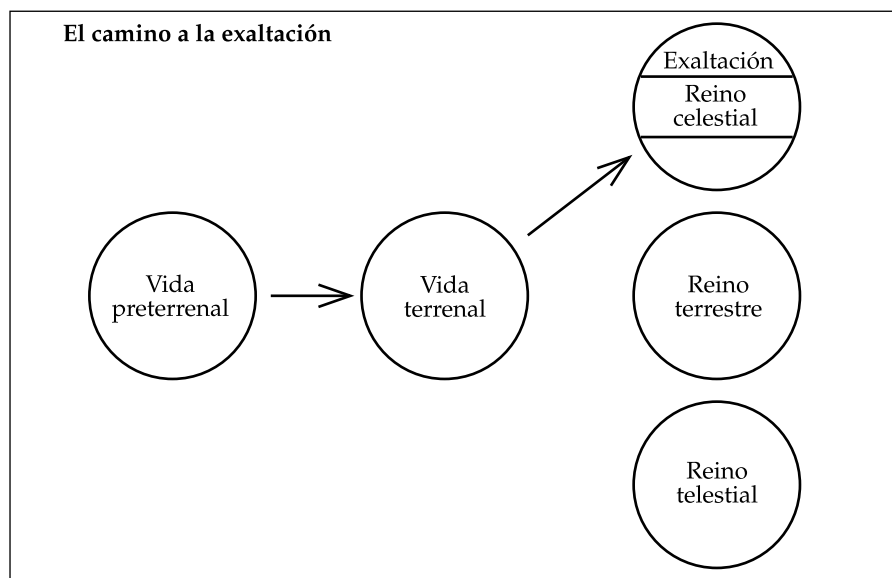 El camino a la exaltación
Exaltación
Reino
celestial
Vida
preterrenal
Vida
terrenal
Reino
terrestre
Reino
telestial